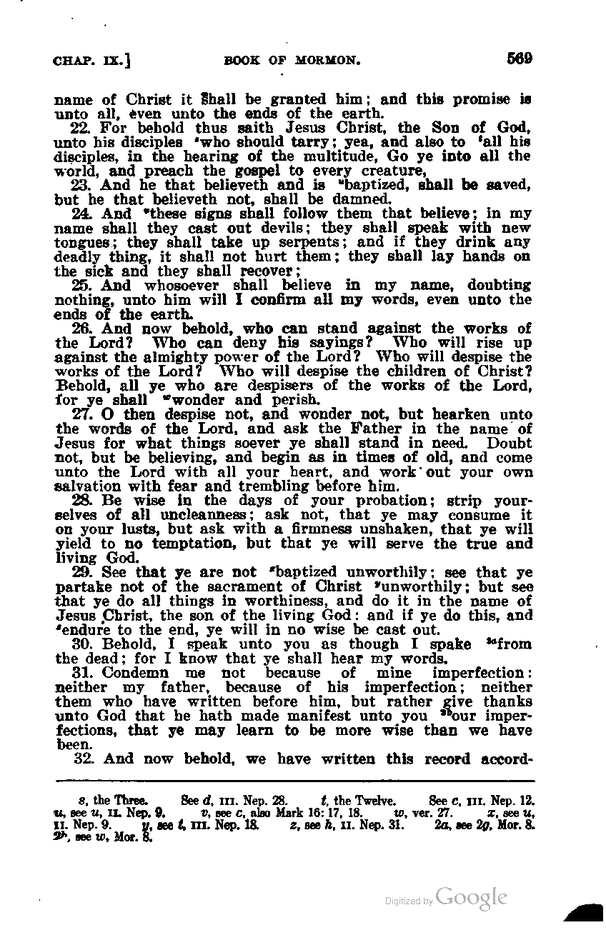 CHAP. IX.] BOOK OF MORMON. 569
name of Christ it shall be granted him; and this promise is
unto all, even unto the ends of the earth.
22. For behold thus saith Jesus Christ, the Son of God,
unto his disciples ˢwho should tarry; yea, and also to ᵗall his
disciples, in the hearing of the multitude, Go ye into all the
world, and preach the gospel to every creature,
23. And he that believeth and is ᵘbaptized, shall be saved,
but he that believeth not, shall be damned.
24. And ᵛthese signs shall follow them that believe; in my
name shall they cast out devils; they shall speak with new
tongues; they shall take up serpents; and if they drink any
deadly thing, it shall not hurt them; they shall lay hands on
the sick and they shall recover;
25. And whosoever shall believe in my name, doubting
nothing, unto him will I confirm all my words, even unto the
ends of the earth.
26. And now behold, who can stand against the works of
the Lord? Who can deny his sayings? Who will rise up
against the almighty power of the Lord? Who will despise the
works of the Lord? Who will despise the children of Christ?
Behold, all ye who are despisers of the works of the Lord,
for ye shall ʷwonder and perish.
27. O then despise not, and wonder not, but hearken unto
the words of the Lord, and ask the Father in the name of
Jesus for what things soever ye shall stand in need. Doubt
not, but be believing, and begin as in times of old, and come
unto the Lord with all your heart, and work out your own
salvation with fear and trembling before him.
28. Be wise in the days of your probation; strip your-
selves of all uncleanness; ask not, that ye may consume it
on your lusts, but ask with a firmness unshaken, that ye will
yield to no temptation, but that ye will serve the true and
living God.
29. See that ye are not ˣbaptized unworthily; see that ye
partake not of the sacrament of Christ ʸunworthily; but see
that ye do all things in worthiness, and do it in the name of
Jesus Christ, the son of the living God: and if ye do this, and
ᶻendure to the end, ye will in no wise be cast out.
30. Behold, I speak unto you as though I spake ²ᵃfrom
the dead; for I know that ye shall hear my words.
31. Condemn me not because of mine imperfection:
neither my father, because of his imperfection; neither
them who have written before him, but rather give thanks
unto God that he hath made manifest unto you ²ᵇour imper-
fections, that ye may learn to be more wise than we have
been.
32. And now behold, we have written this record accord-
s, the Three. See d, III. Nep. 28. t, the Twelve. See c, III. Nep. 12.
u, see u, II. Nep. 9. v, see c, also Mark 16: 17, 18. w, ver. 27. x, see u,
II. Nep. 9. y, see t, III. Nep. 18. z, see h, II. Nep. 31. 2a, see 2g, Mor. 8.
2b, see w, Mor. 8.
Digitized by Google